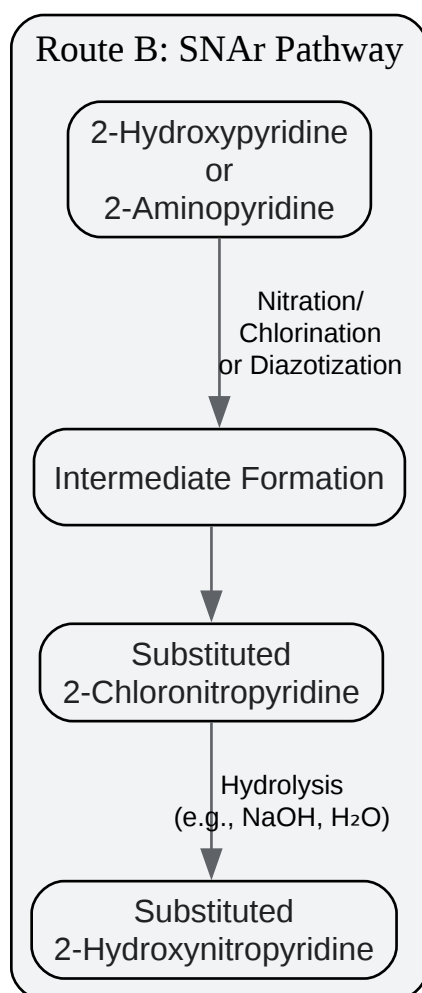 Route B: SNAr Pathway
2-Hydroxypyridine
or
2-Aminopyridine
Nitration/
Chlorination
or Diazotization
Intermediate Formation
Substituted
2-Chloronitropyridine
Hydrolysis
(e.g., NaOH, H₂O)
Substituted
2-Hydroxynitropyridine